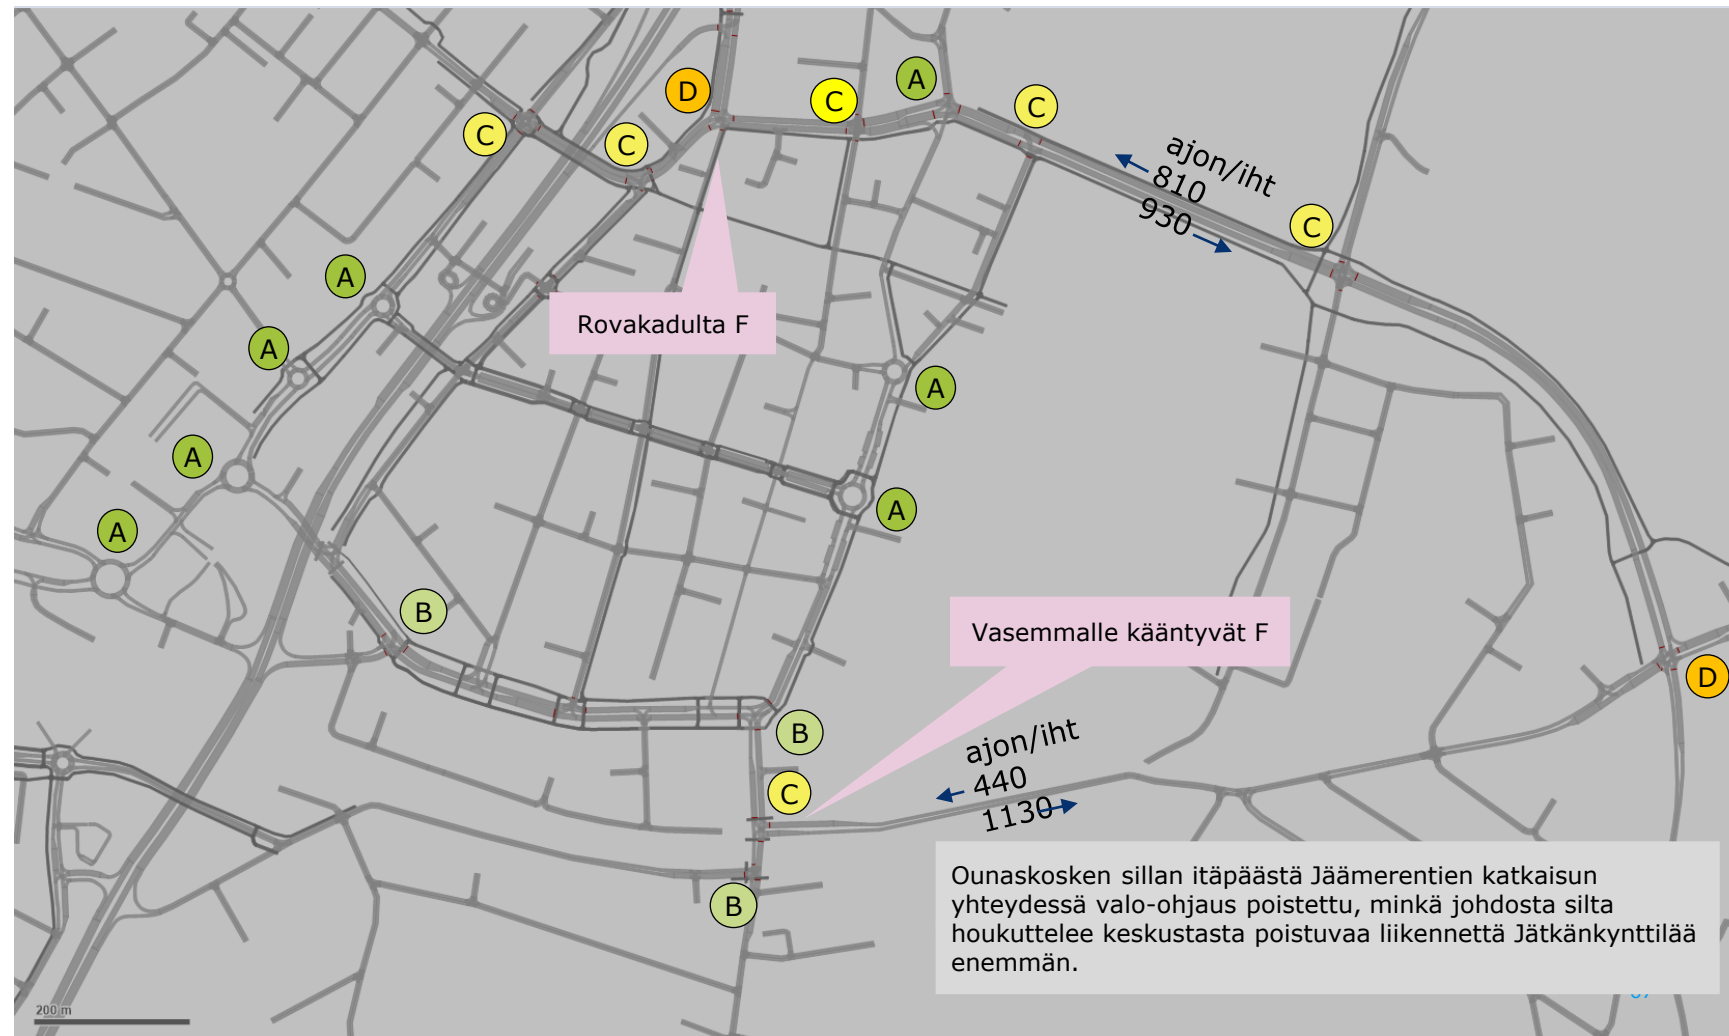 D
A
C
C
C
C
ajon/iht
810
930
C
A
Rovakadulta F
A
A
A
A
A
B
Vasemmalle kääntyvät F
D
B
ajon/iht
440
1130
C
B
Ounaskosken sillan itäpäästä Jäämerentien katkaisun
yhteydessä valo-ohjaus poistettu, minkä johdosta silta
houkuttelee keskustasta poistuvaa liikennettä Jätkänkynttilää
enemmän.
200 m